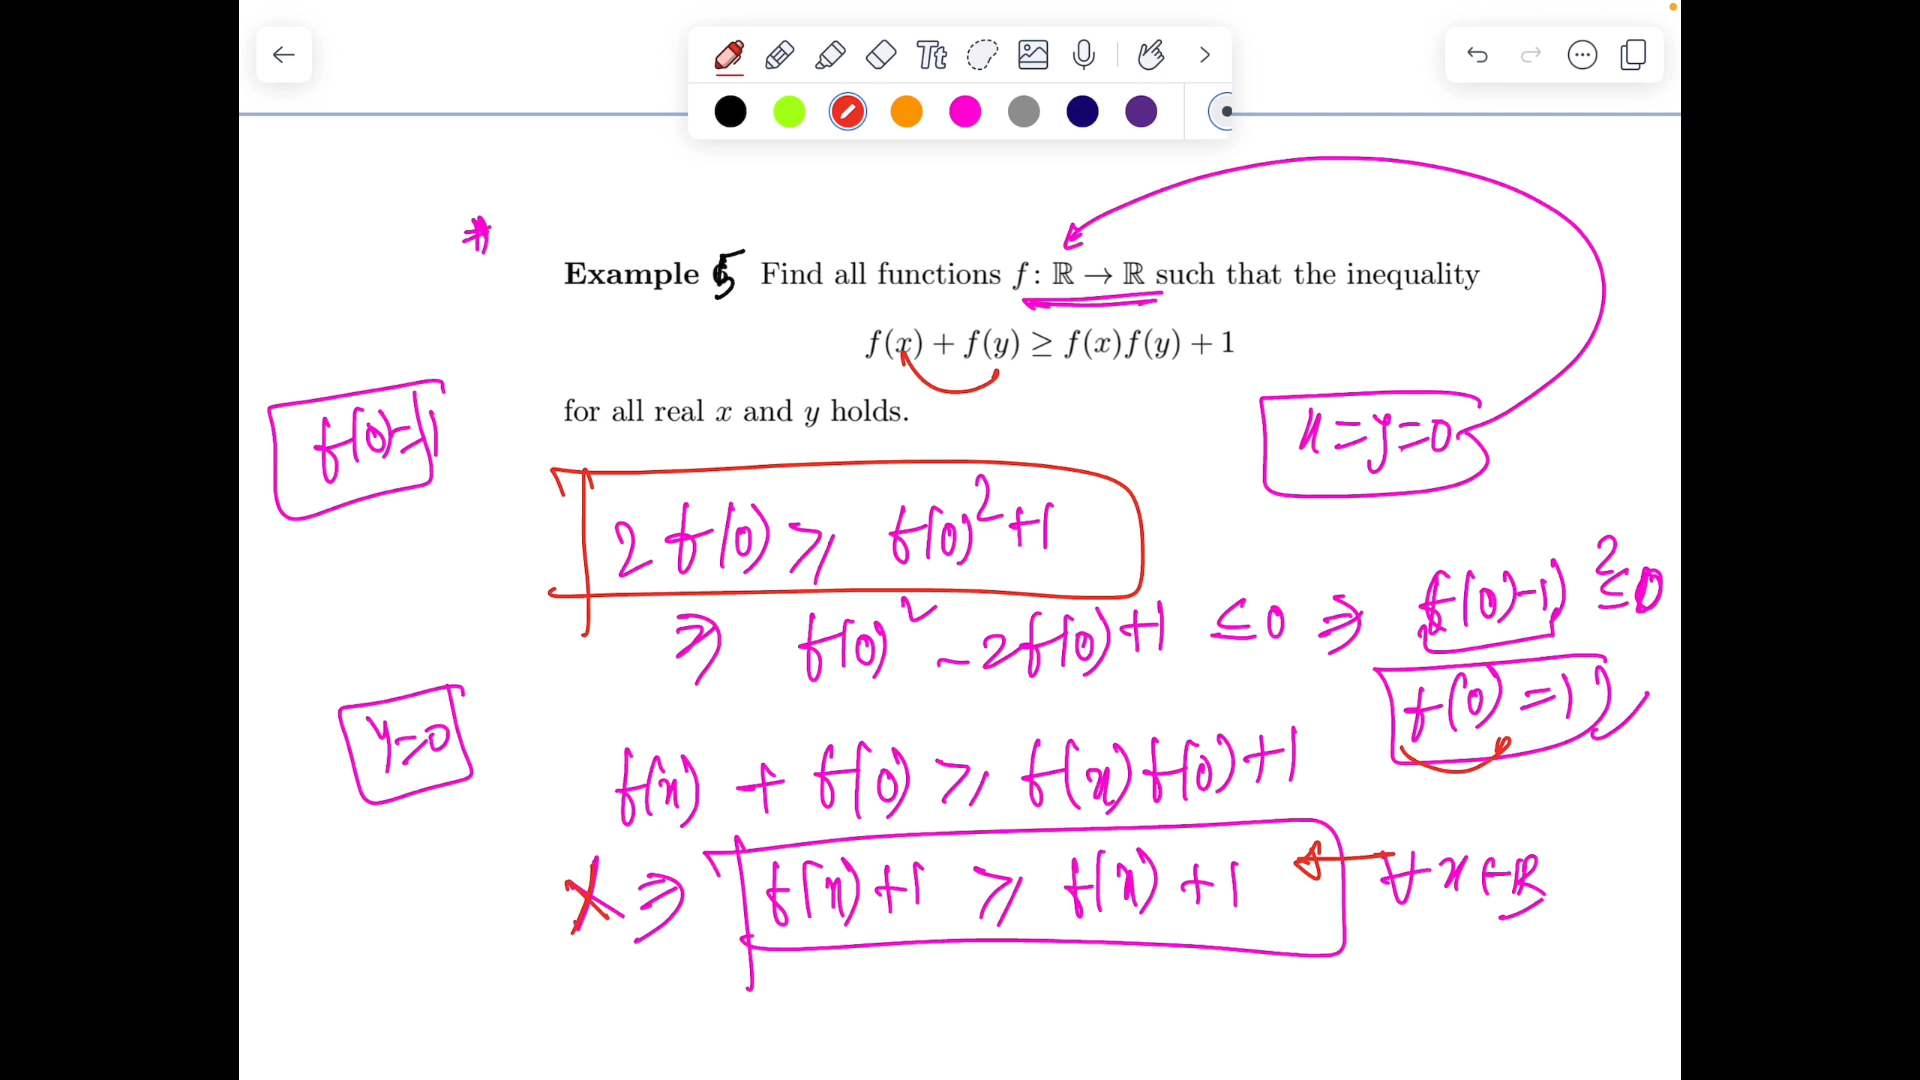 Tt
Example 5 Find all functions f: ℝ → ℝ such that the inequality
f(x) + f(y) ≥ f(x)f(y) + 1
for all real x and y holds.
f(0)=1
x=y=0
2f(0) ≥ f(0)²+1
⇒ f(0)² - 2f(0)+1 ≤0 ⇒ (f(0)-1)² ≤0
f(0)=1
y=0
f(x) + f(0) ≥ f(x)f(0)+1
⇒ f(x)+1 ≥ f(x)+1 ∀ x ∈ ℝ